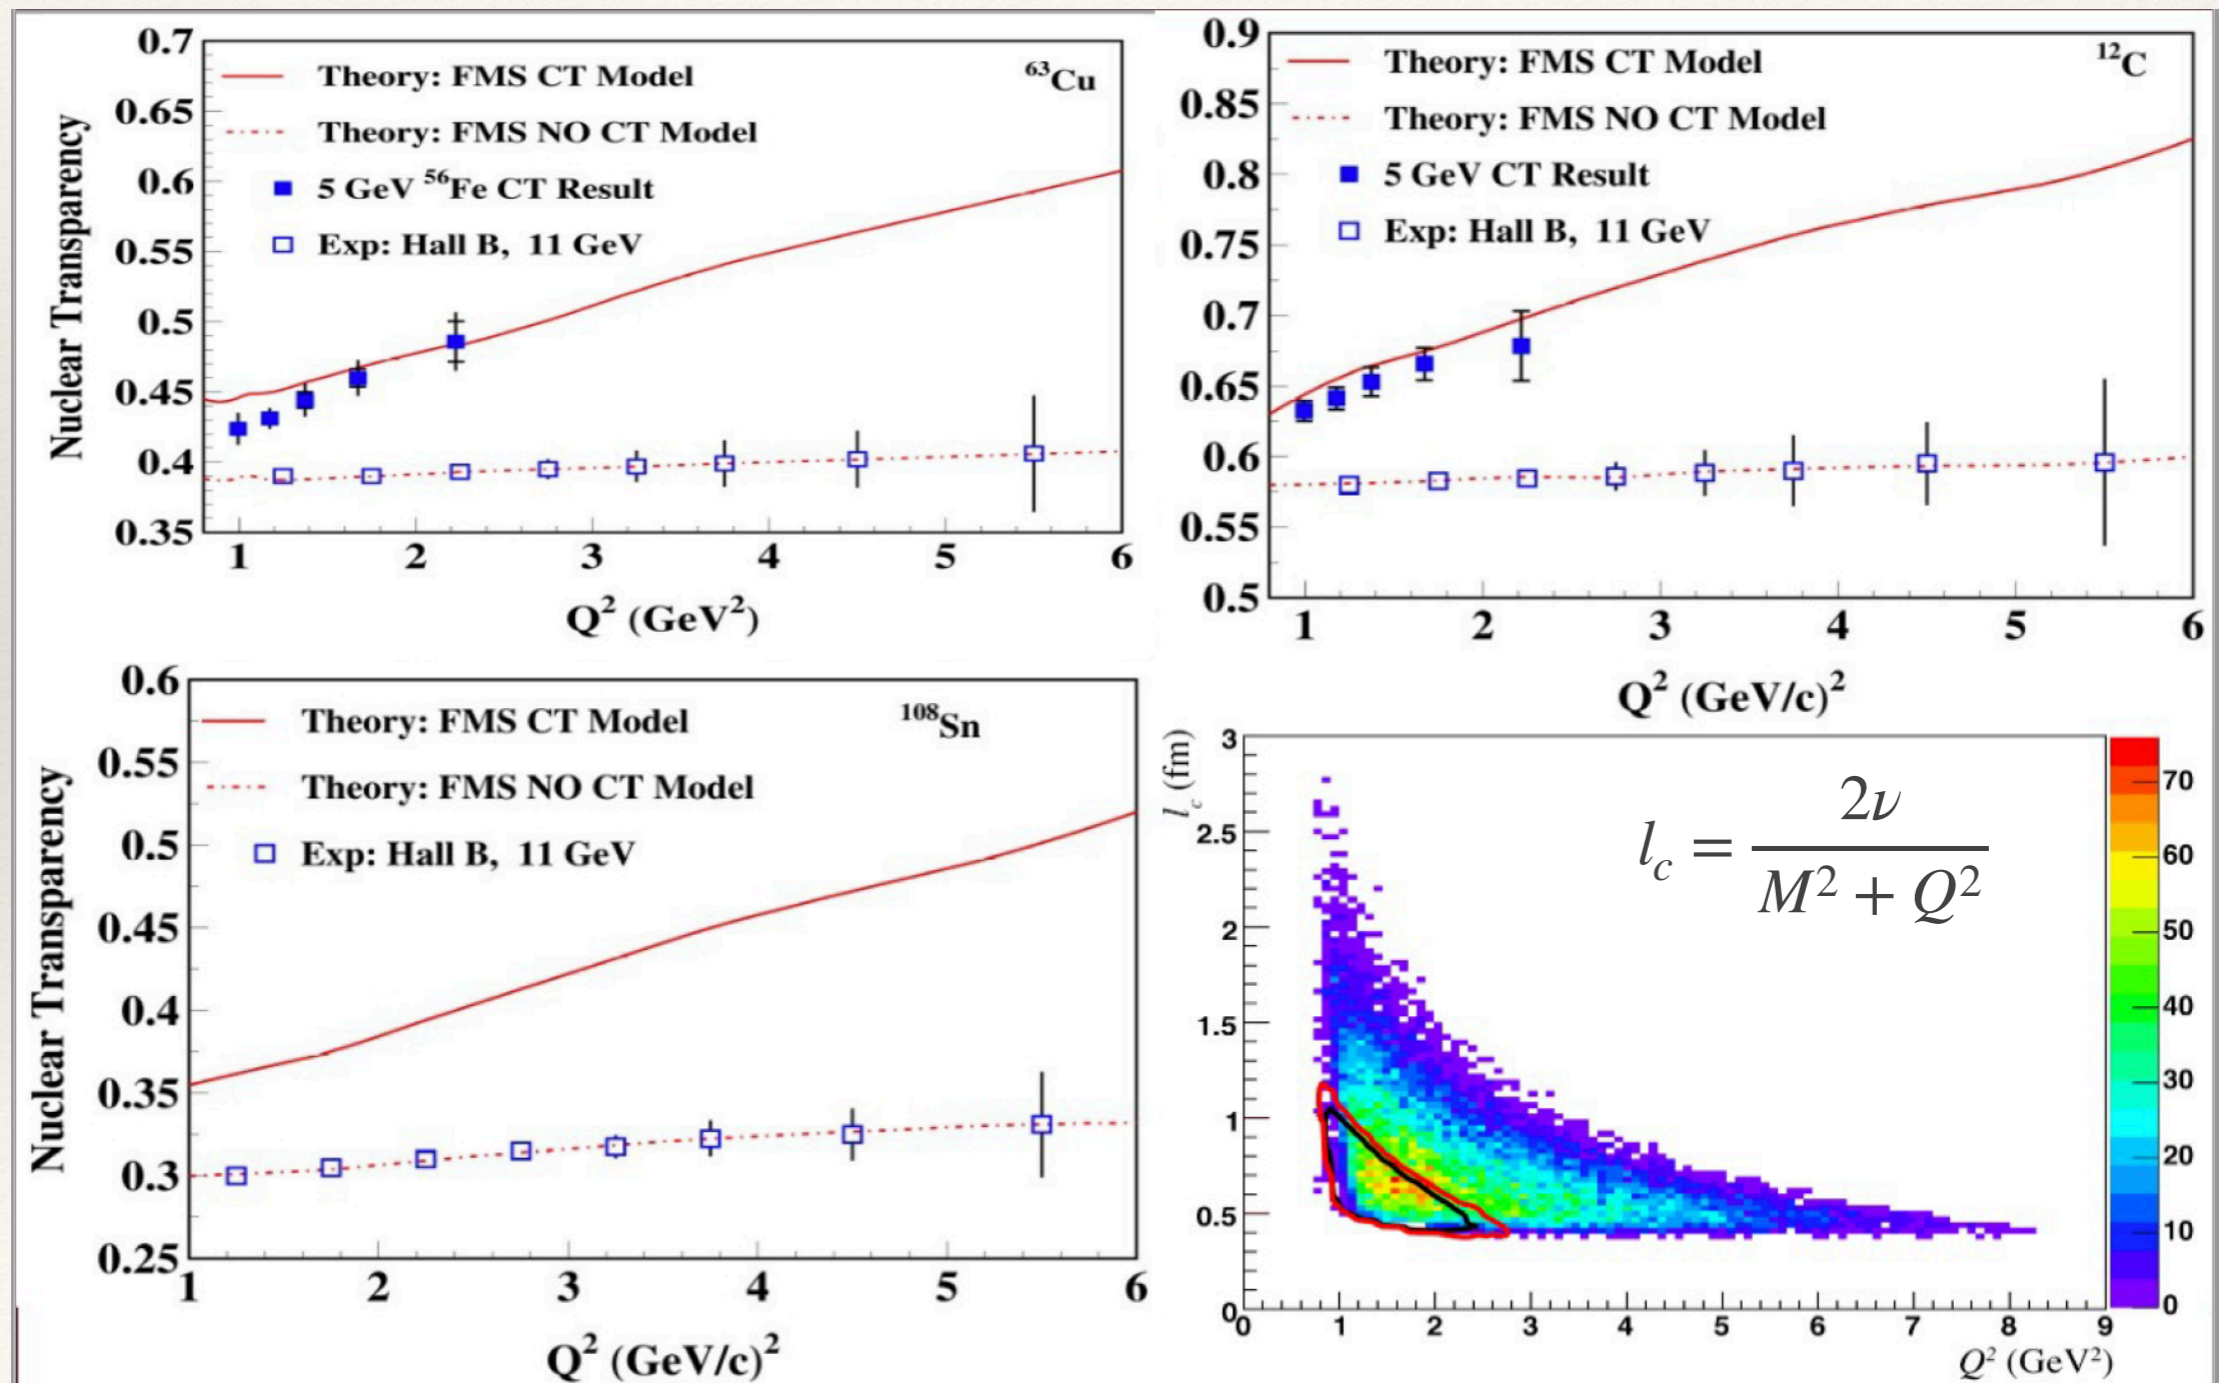 0.7
0.65
0.6
0.55
0.5
0.45
0.4
0.35
Nuclear Transparency
Theory: FMS CT Model
Theory: FMS NO CT Model
5 GeV ⁵⁶Fe CT Result
Exp: Hall B, 11 GeV
⁶³Cu
1 2 3 4 5 6
Q² (GeV²)
0.9
0.85
0.8
0.75
0.7
0.65
0.6
0.55
0.5
Theory: FMS CT Model
Theory: FMS NO CT Model
5 GeV CT Result
Exp: Hall B, 11 GeV
¹²C
1 2 3 4 5 6
Q² (GeV/c)²
0.6
0.55
0.5
0.45
0.4
0.35
0.3
0.25
Nuclear Transparency
Theory: FMS CT Model
Theory: FMS NO CT Model
Exp: Hall B, 11 GeV
¹⁰⁸Sn
1 2 3 4 5 6
Q² (GeV/c)²
l_c (fm)
3
2.5
2
1.5
1
0.5
0
l_c = 2ν / (M² + Q²)
70
60
50
40
30
20
10
0
0 1 2 3 4 5 6 7 8 9
Q² (GeV²)